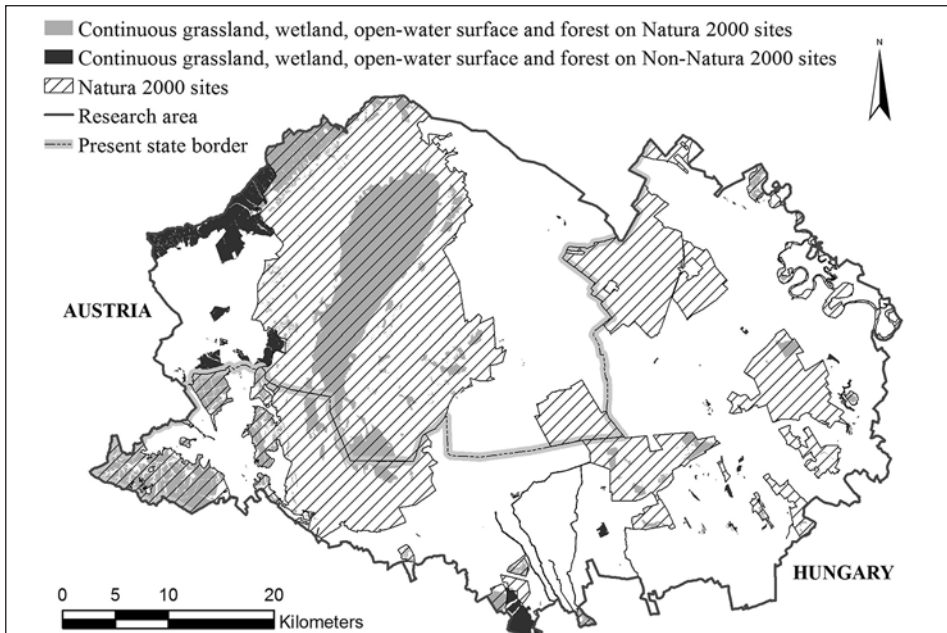 Continuous grassland, wetland, open-water surface and forest on Natura 2000 sites
Continuous grassland, wetland, open-water surface and forest on Non-Natura 2000 sites
Natura 2000 sites
Research area
Present state border
N
AUSTRIA
HUNGARY
0 5 10 20
Kilometers